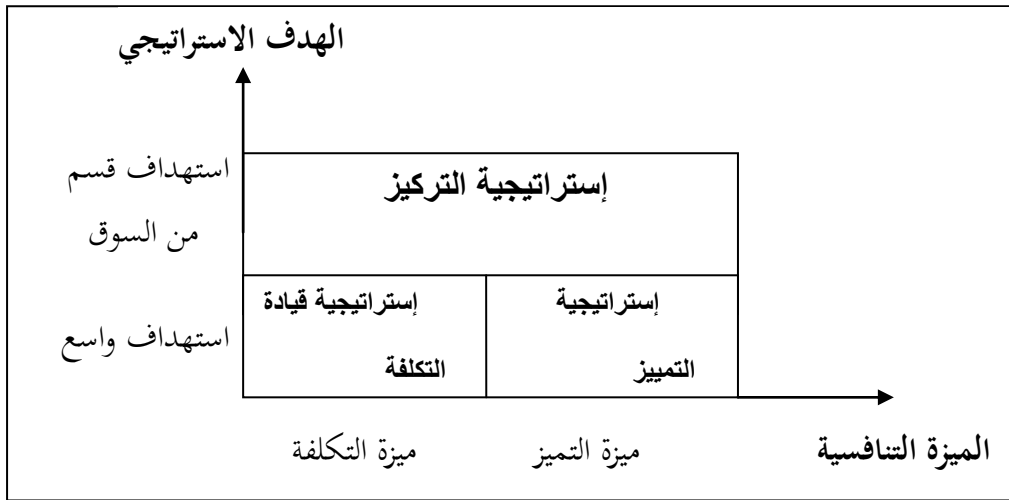 الهدف الاستراتيجي
استهداف قسم
من السوق
إستراتيجية التركيز
إستراتيجية
التمييز
إستراتيجية قيادة
التكلفة
استهداف واسع
الميزة التنافسية
ميزة التميز
ميزة التكلفة